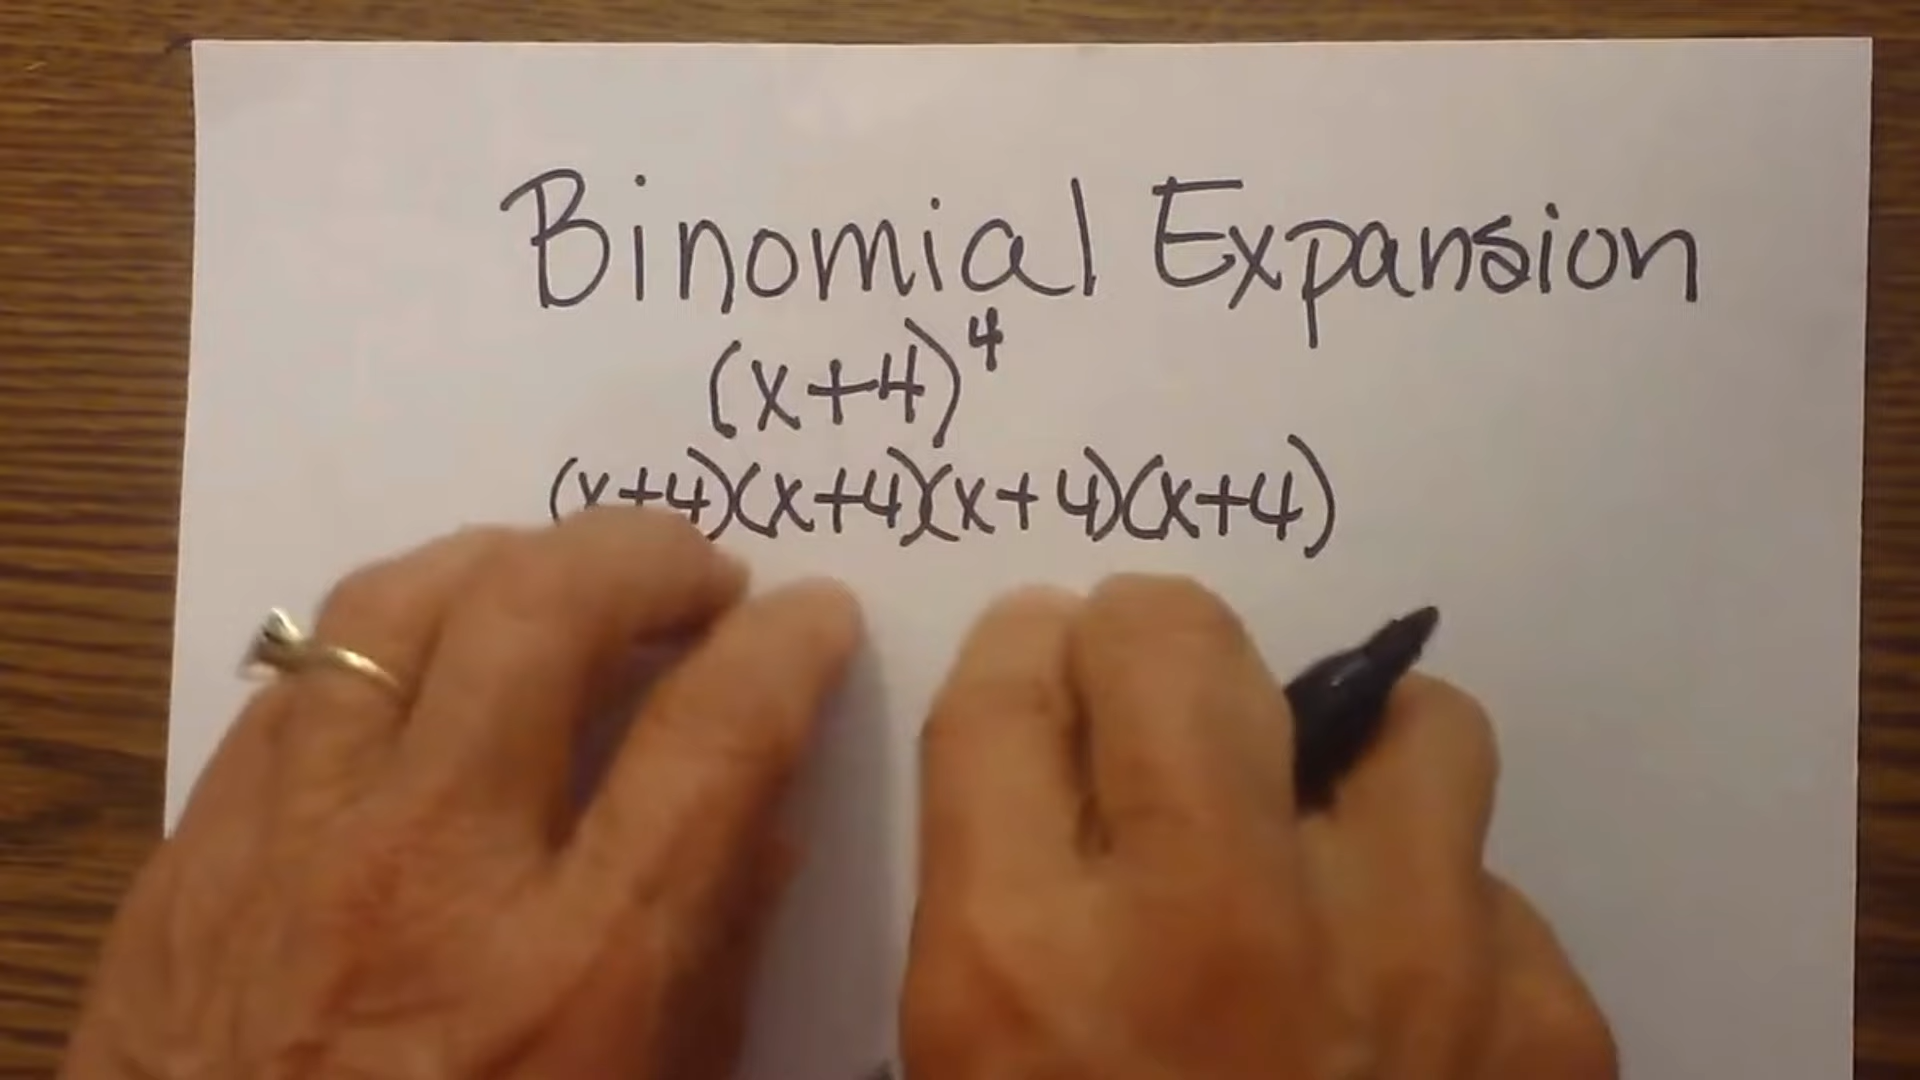 Binomial Expansion
(x+4)⁴
(x+4)(x+4)(x+4)(x+4)